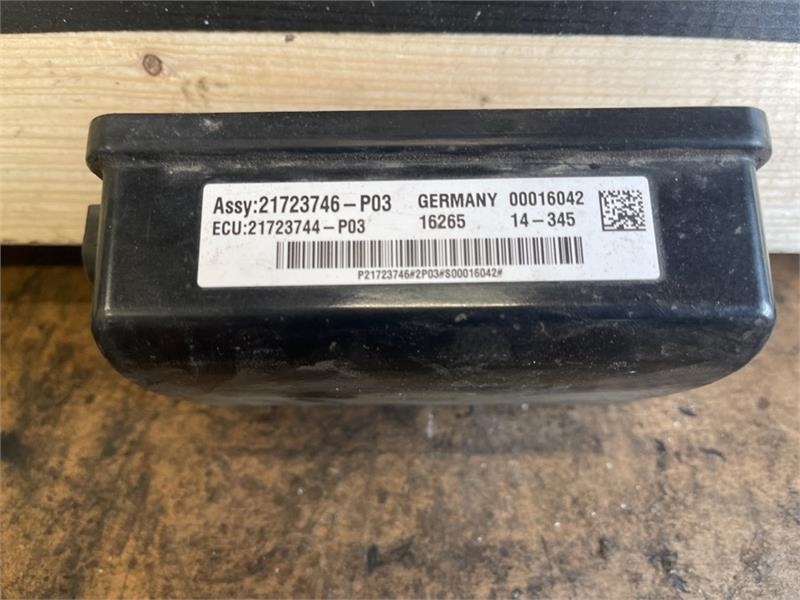 Assy:21723746-P03 GERMANY 00016042
ECU:21723744-P03 16265 14-345
P21723746#2P03#S00016042#